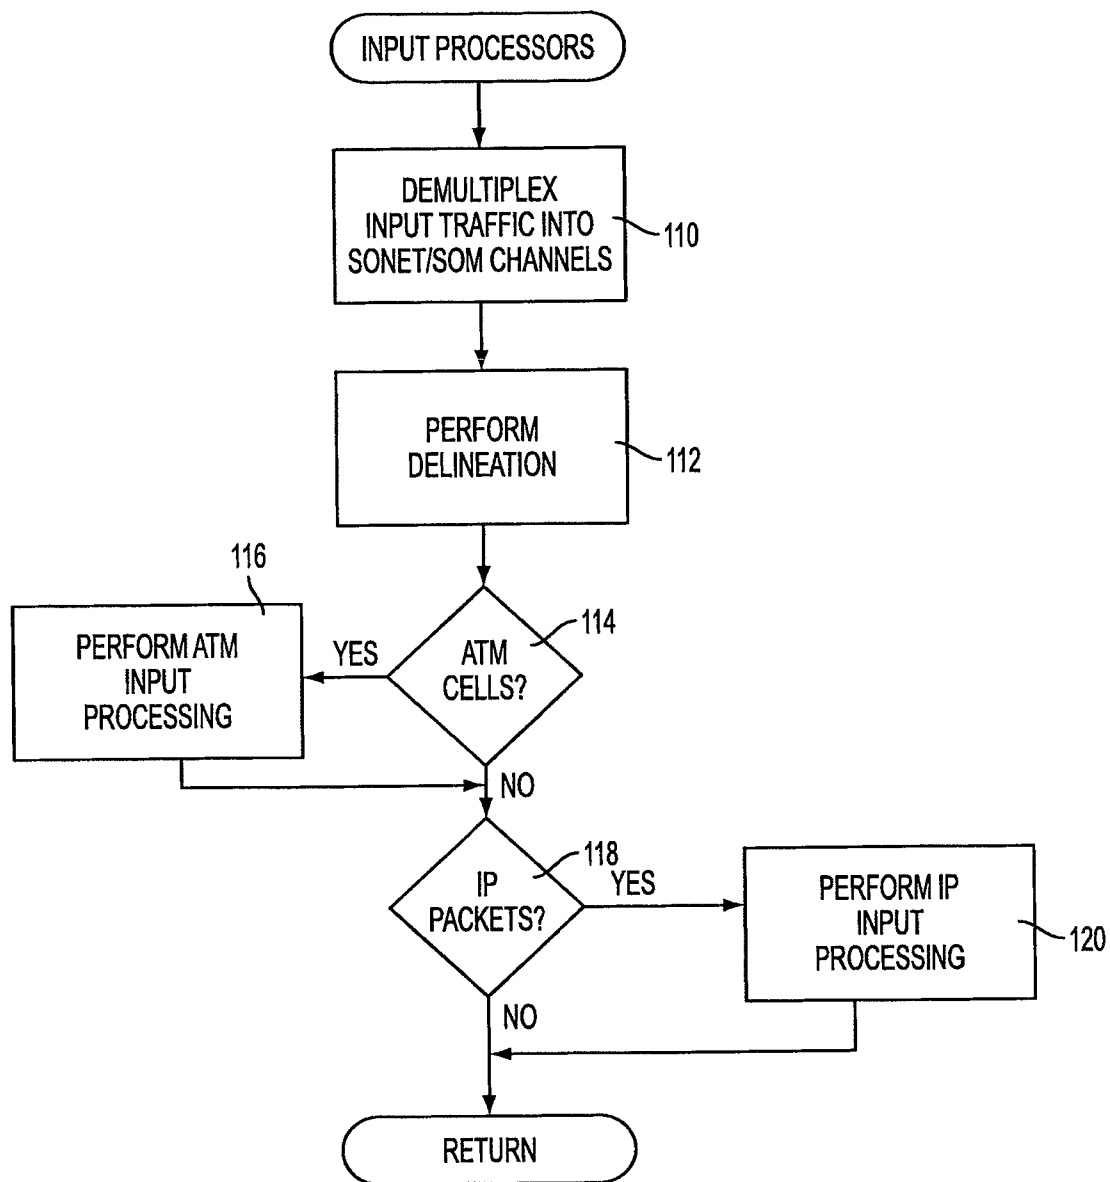 INPUT PROCESSORS
DEMULTIPLEX
INPUT TRAFFIC INTO
SONET/SOM CHANNELS
110
PERFORM
DELINEATION
112
116
PERFORM ATM
INPUT
PROCESSING
YES
ATM
CELLS?
114
NO
118
IP
PACKETS?
YES
PERFORM IP
INPUT
PROCESSING
120
NO
RETURN